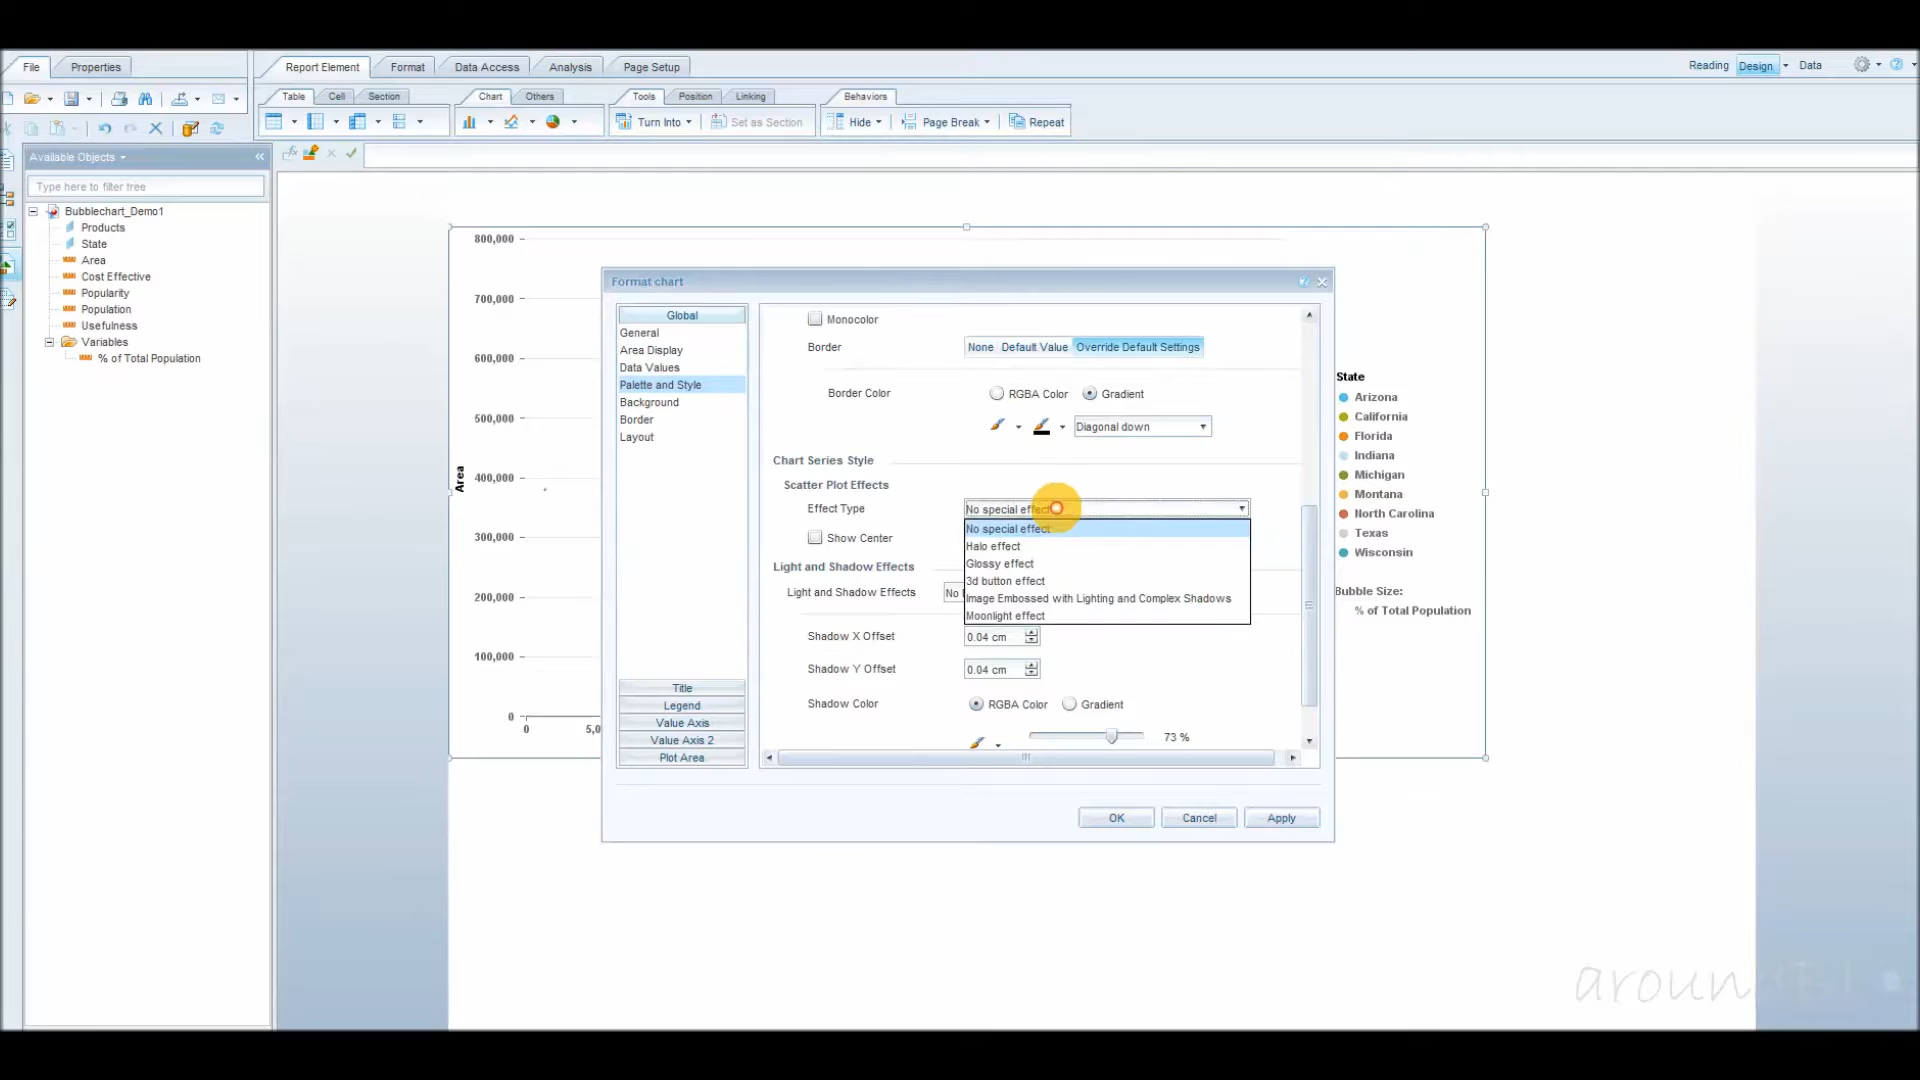 File Properties Report Element Format Data Access Analysis Page Setup Reading Design Data
Table Cell Section Chart Others Tools Position Linking Behaviors
Turn Into Set as Section Hide Page Break Repeat
Available Objects
Type here to filter tree
Bubblechart_Demo1
Products
State
Area
Cost Effective
Popularity
Population
Usefulness
Variables
% of Total Population
800,000
700,000
600,000
500,000
400,000
300,000
200,000
100,000
0
0
Area
Format chart
Global
General
Area Display
Data Values
Palette and Style
Background
Border
Layout
Title
Legend
Value Axis
Value Axis 2
Plot Area
Monocolor
Border None Default Value Override Default Settings
Border Color RGBA Color Gradient
Diagonal down
Chart Series Style
Scatter Plot Effects
Effect Type No special effect
No special effect
Halo effect
Glossy effect
3d button effect
Image Embossed with Lighting and Complex Shadows
Moonlight effect
Show Center
Light and Shadow Effects
Light and Shadow Effects No
Shadow X Offset 0.04 cm
Shadow Y Offset 0.04 cm
Shadow Color RGBA Color Gradient
73 %
OK Cancel Apply
State
Arizona
California
Florida
Indiana
Michigan
Montana
North Carolina
Texas
Wisconsin
Bubble Size:
% of Total Population